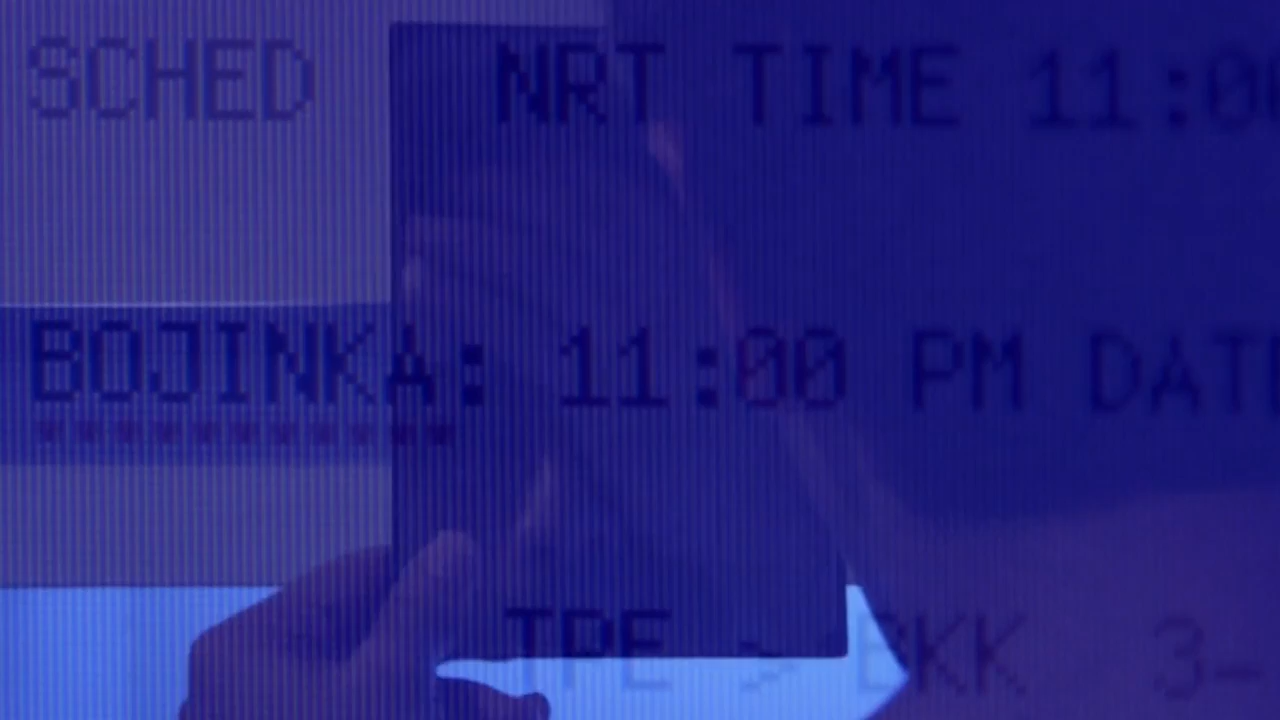 SCHED NRT TIME 11:00
BOJINKA: 11:00 PM DATE
TPE > BKK 3-